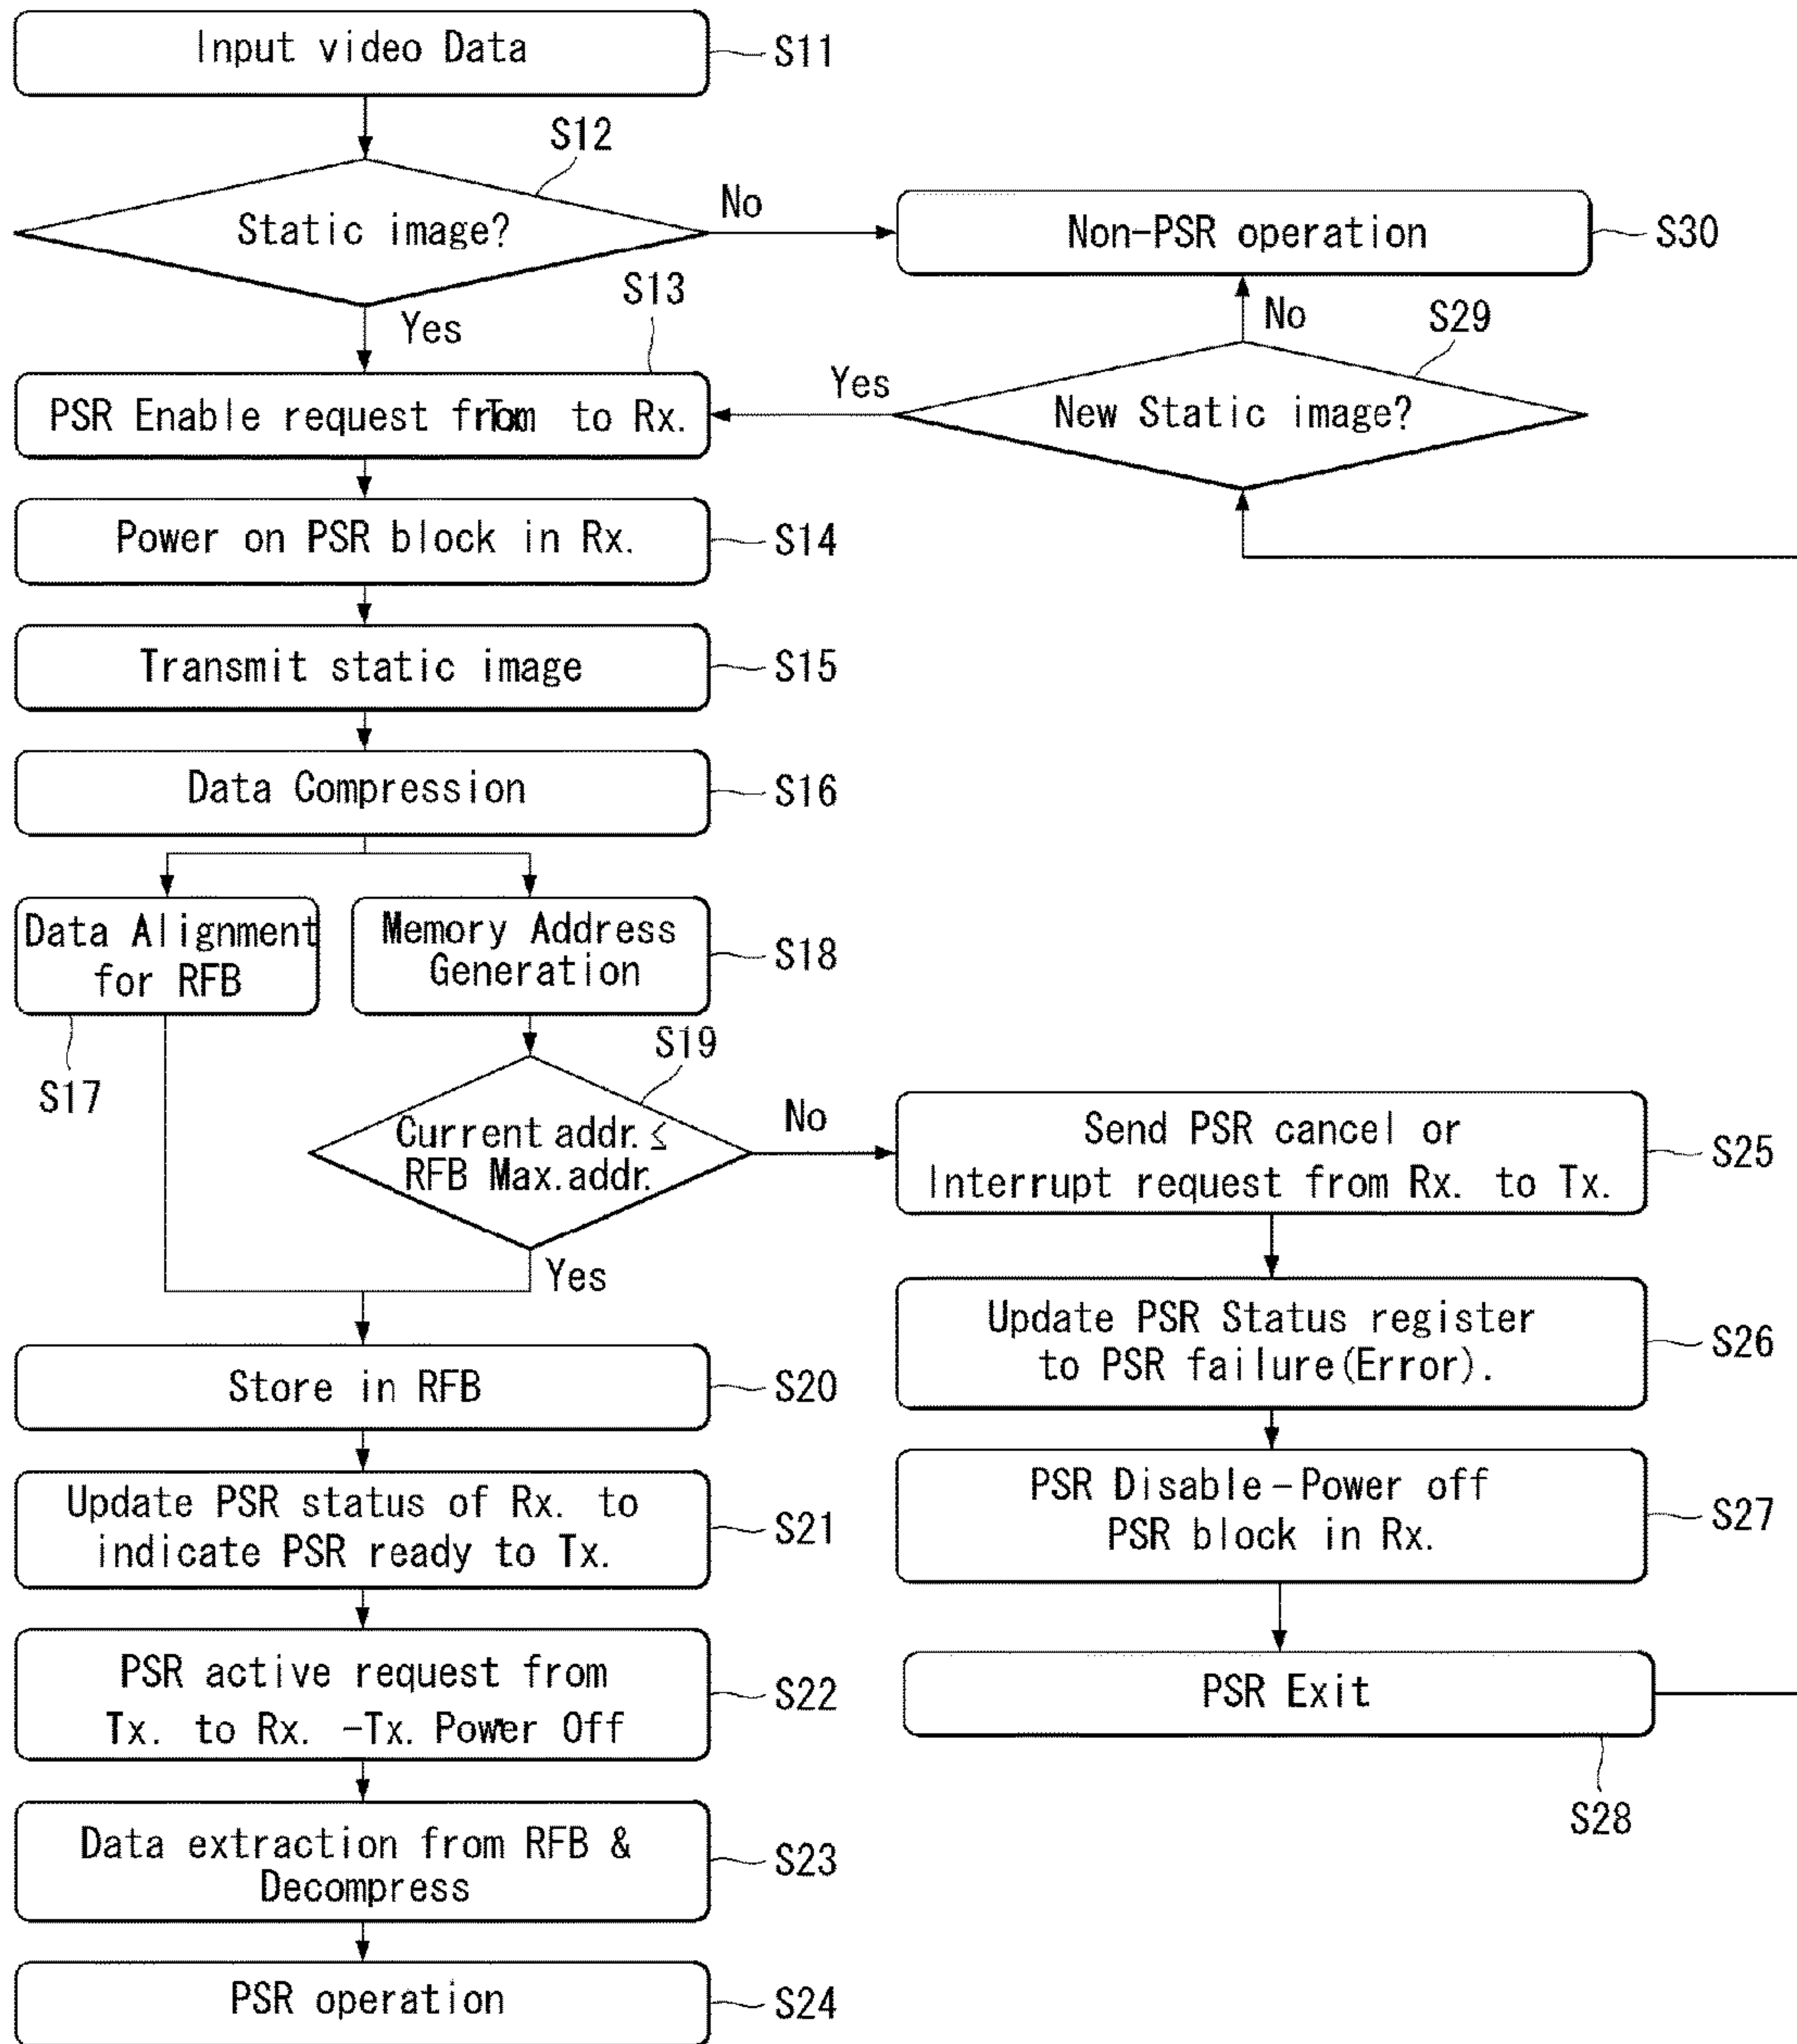 Input video Data
S11
S12
Static image?
No
Non-PSR operation
S30
Yes
S13
No
S29
PSR Enable request from to Rx.
Yes
New Static image?
Power on PSR block in Rx.
S14
Transmit static image
S15
Data Compression
S16
Data Alignment
for RFB
S17
Memory Address
Generation
S18
S19
Current addr. ≤
RFB Max.addr.
No
Yes
Send PSR cancel or
Interrupt request from Rx. to Tx.
S25
Update PSR Status register
to PSR failure(Error).
S26
Store in RFB
S20
PSR Disable-Power off
PSR block in Rx.
S27
Update PSR status of Rx. to
indicate PSR ready to Tx.
S21
PSR Exit
S28
PSR active request from
Tx. to Rx. -Tx. Power Off
S22
Data extraction from RFB &
Decompress
S23
PSR operation
S24